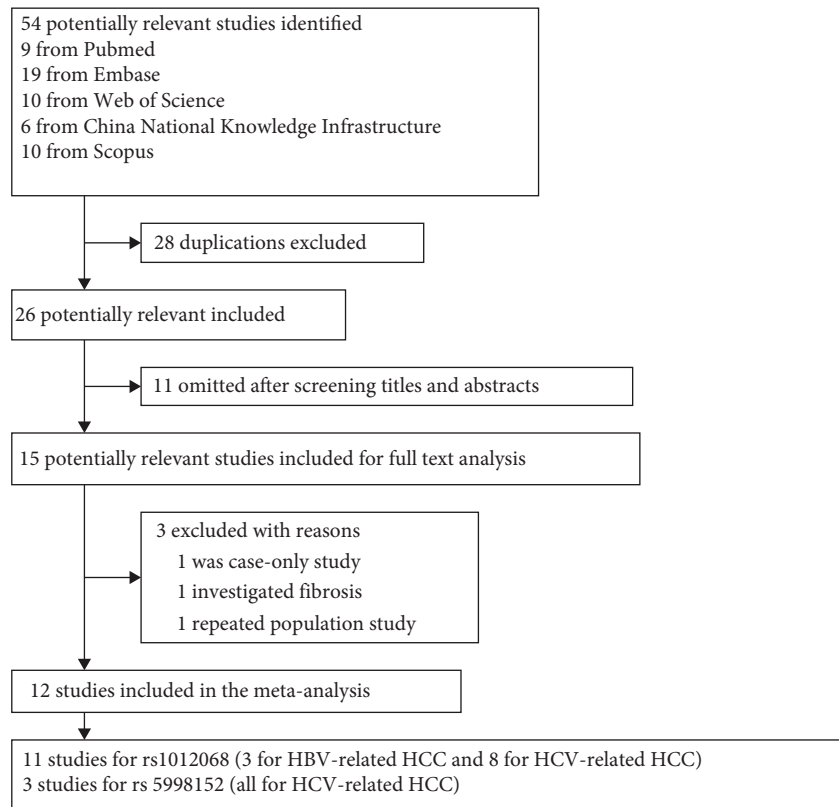 54 potentially relevant studies identified
9 from Pubmed
19 from Embase
10 from Web of Science
6 from China National Knowledge Infrastructure
10 from Scopus
28 duplications excluded
26 potentially relevant included
11 omitted after screening titles and abstracts
15 potentially relevant studies included for full text analysis
3 excluded with reasons
1 was case-only study
1 investigated fibrosis
1 repeated population study
12 studies included in the meta-analysis
11 studies for rs1012068 (3 for HBV-related HCC and 8 for HCV-related HCC)
3 studies for rs 5998152 (all for HCV-related HCC)